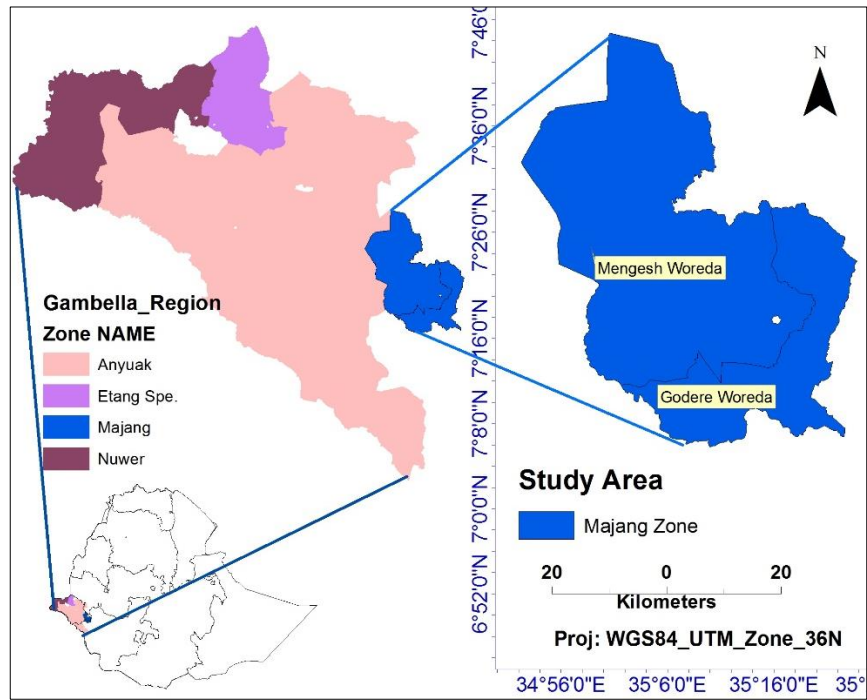 Gambella_Region
Zone NAME
Anyuak
Etang Spe.
Majang
Nuwer
7°46'0"N
7°36'0"N
7°26'0"N
7°16'0"N
7°8'0"N
7°0'0"N
6°52'0"N
N
Mengesh Woreda
Godere Woreda
Study Area
Majang Zone
20 0 20
Kilometers
Proj: WGS84_UTM_Zone_36N
34°56'0"E 35°6'0"E 35°16'0"E 35°